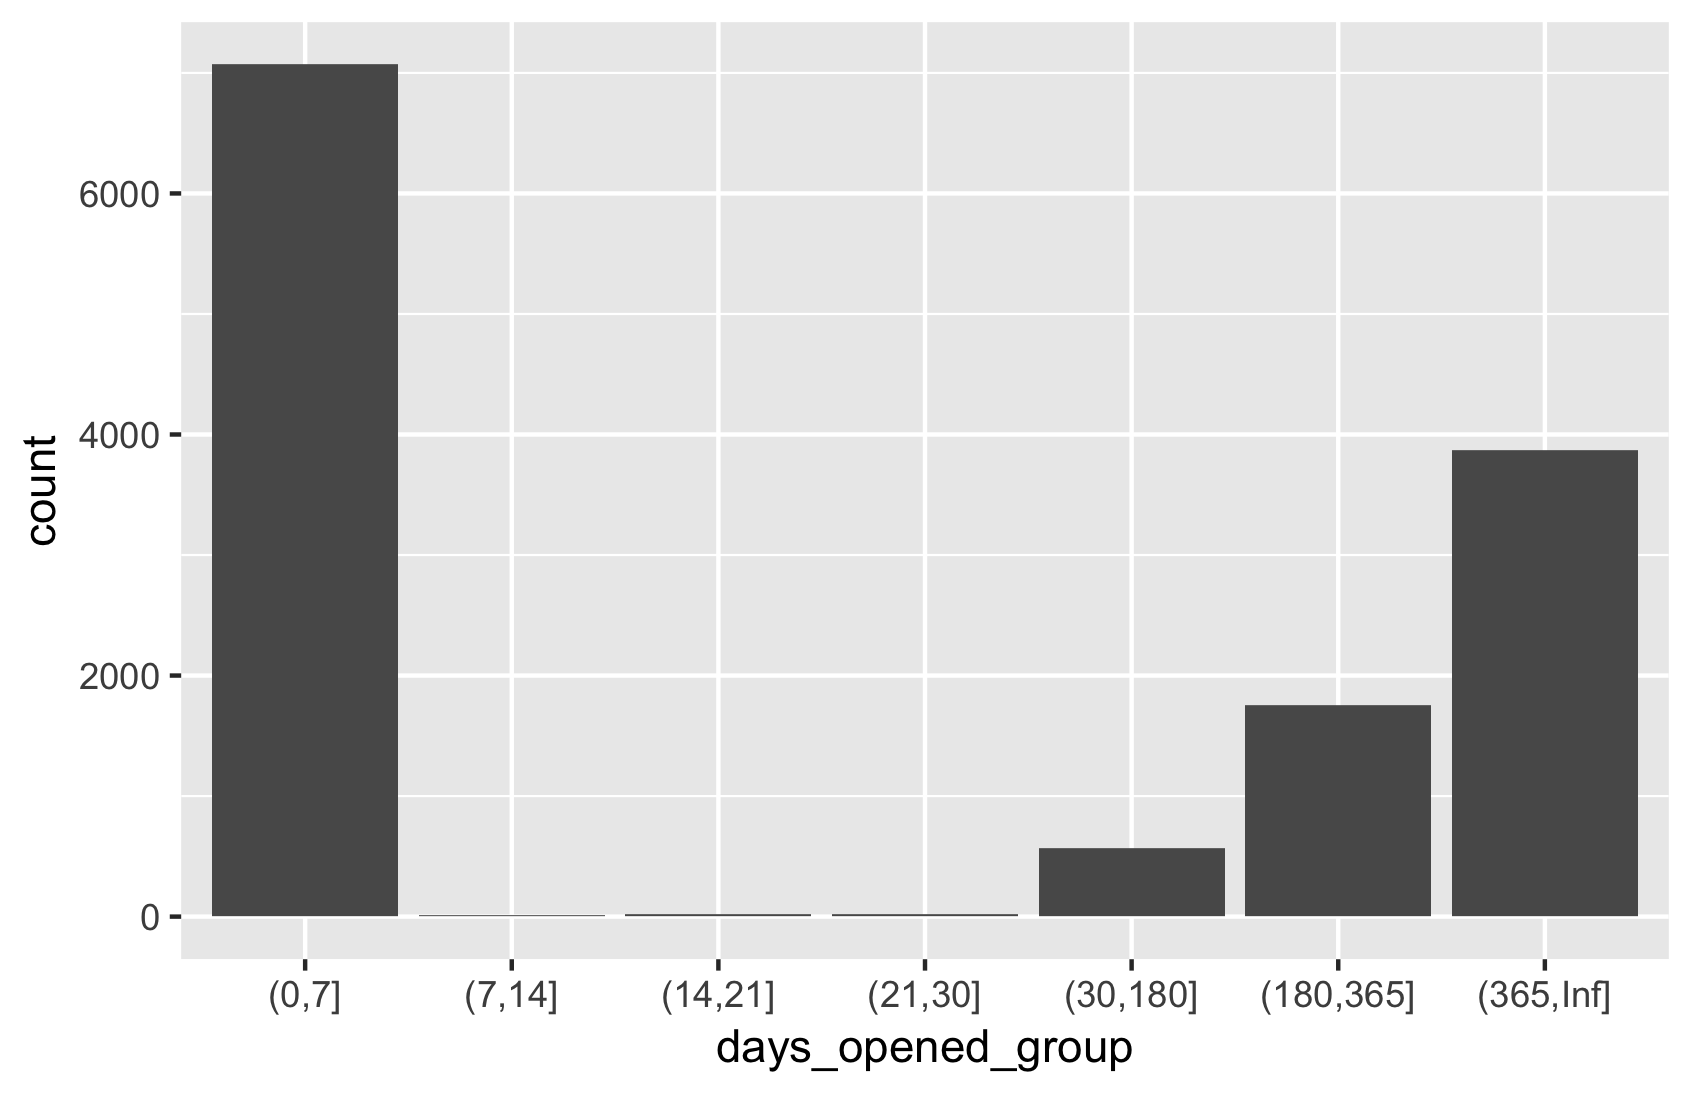 count
6000
4000
2000
0
(0,7] (7,14] (14,21] (21,30] (30,180] (180,365] (365,Inf]
days_opened_group